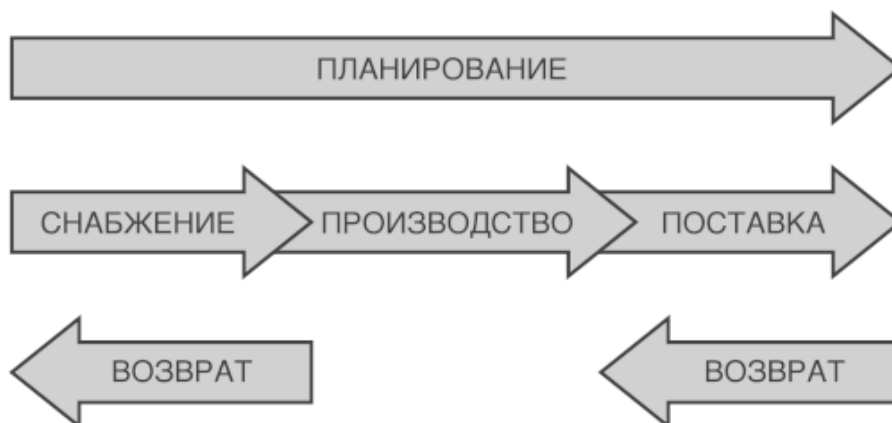 ПЛАНИРОВАНИЕ
СНАБЖЕНИЕ ПРОИЗВОДСТВО ПОСТАВКА
ВОЗВРАТ ВОЗВРАТ